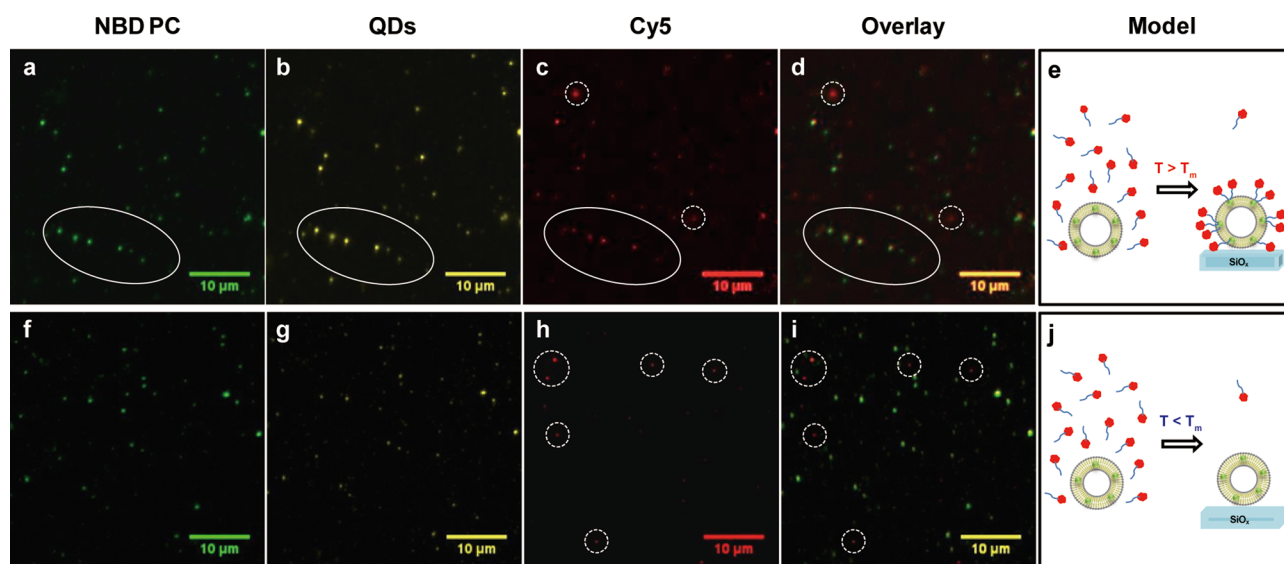 NBD PC QDs Cy5 Overlay Model
a b c d e
T > Tm
SiOx
10 µm 10 µm 10 µm 10 µm
f g h i j
T < Tm
SiOx
10 µm 10 µm 10 µm 10 µm